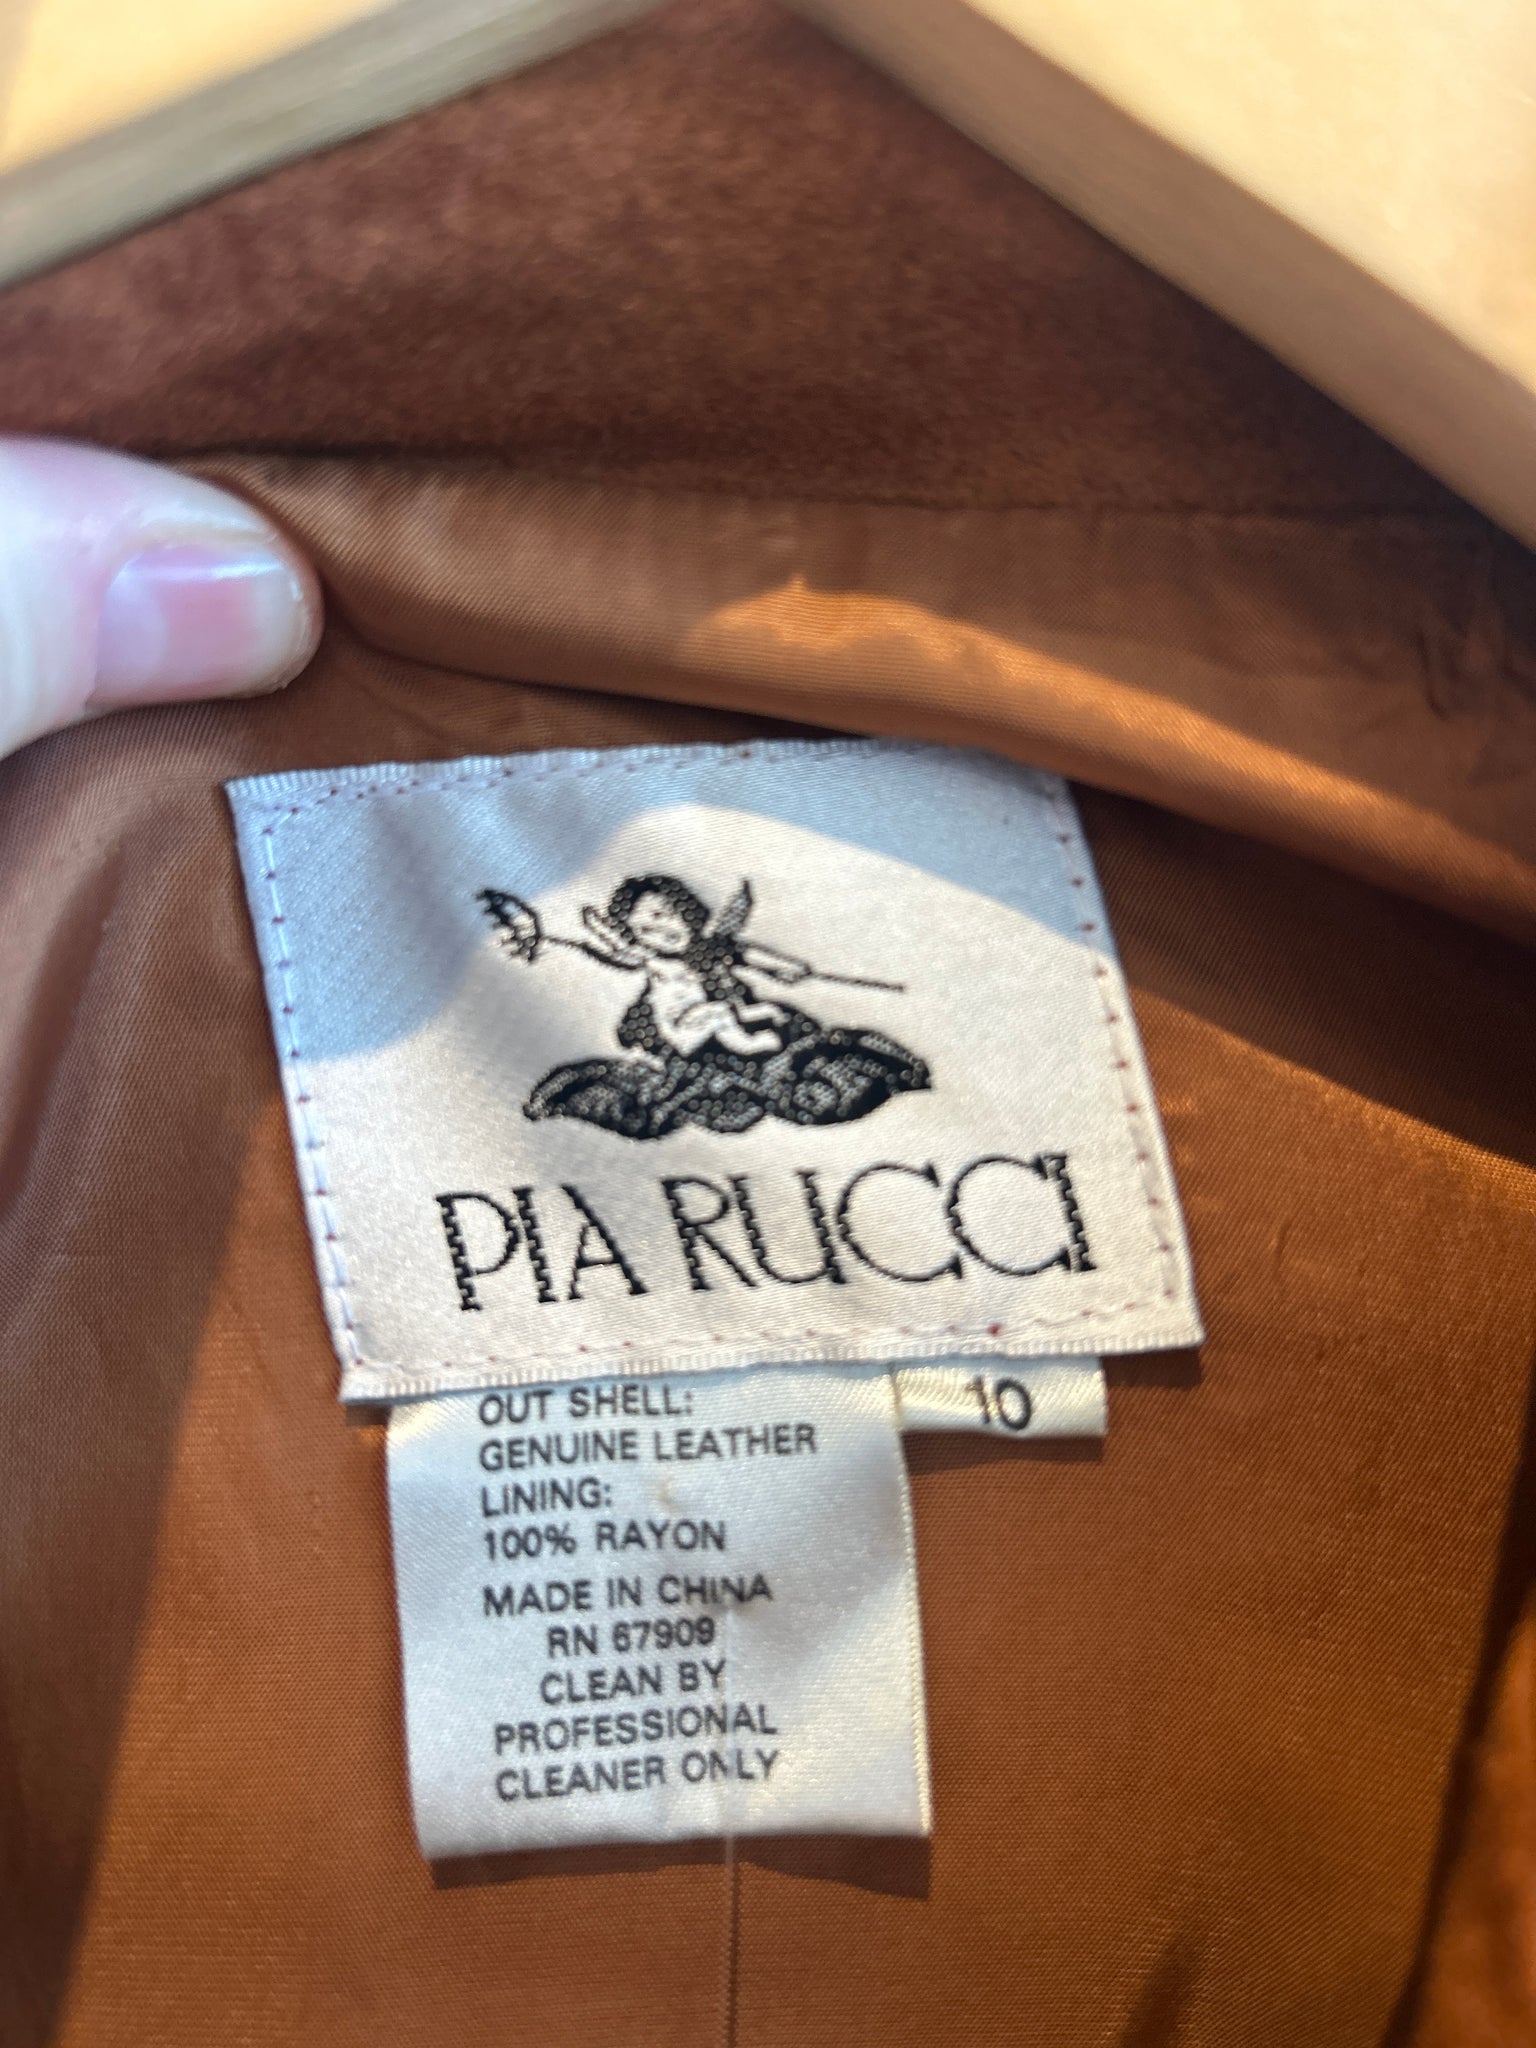 PIA RUCCI
10
OUT SHELL:
GENUINE LEATHER
LINING:
100% RAYON
MADE IN CHINA
RN 67909
CLEAN BY
PROFESSIONAL
CLEANER ONLY